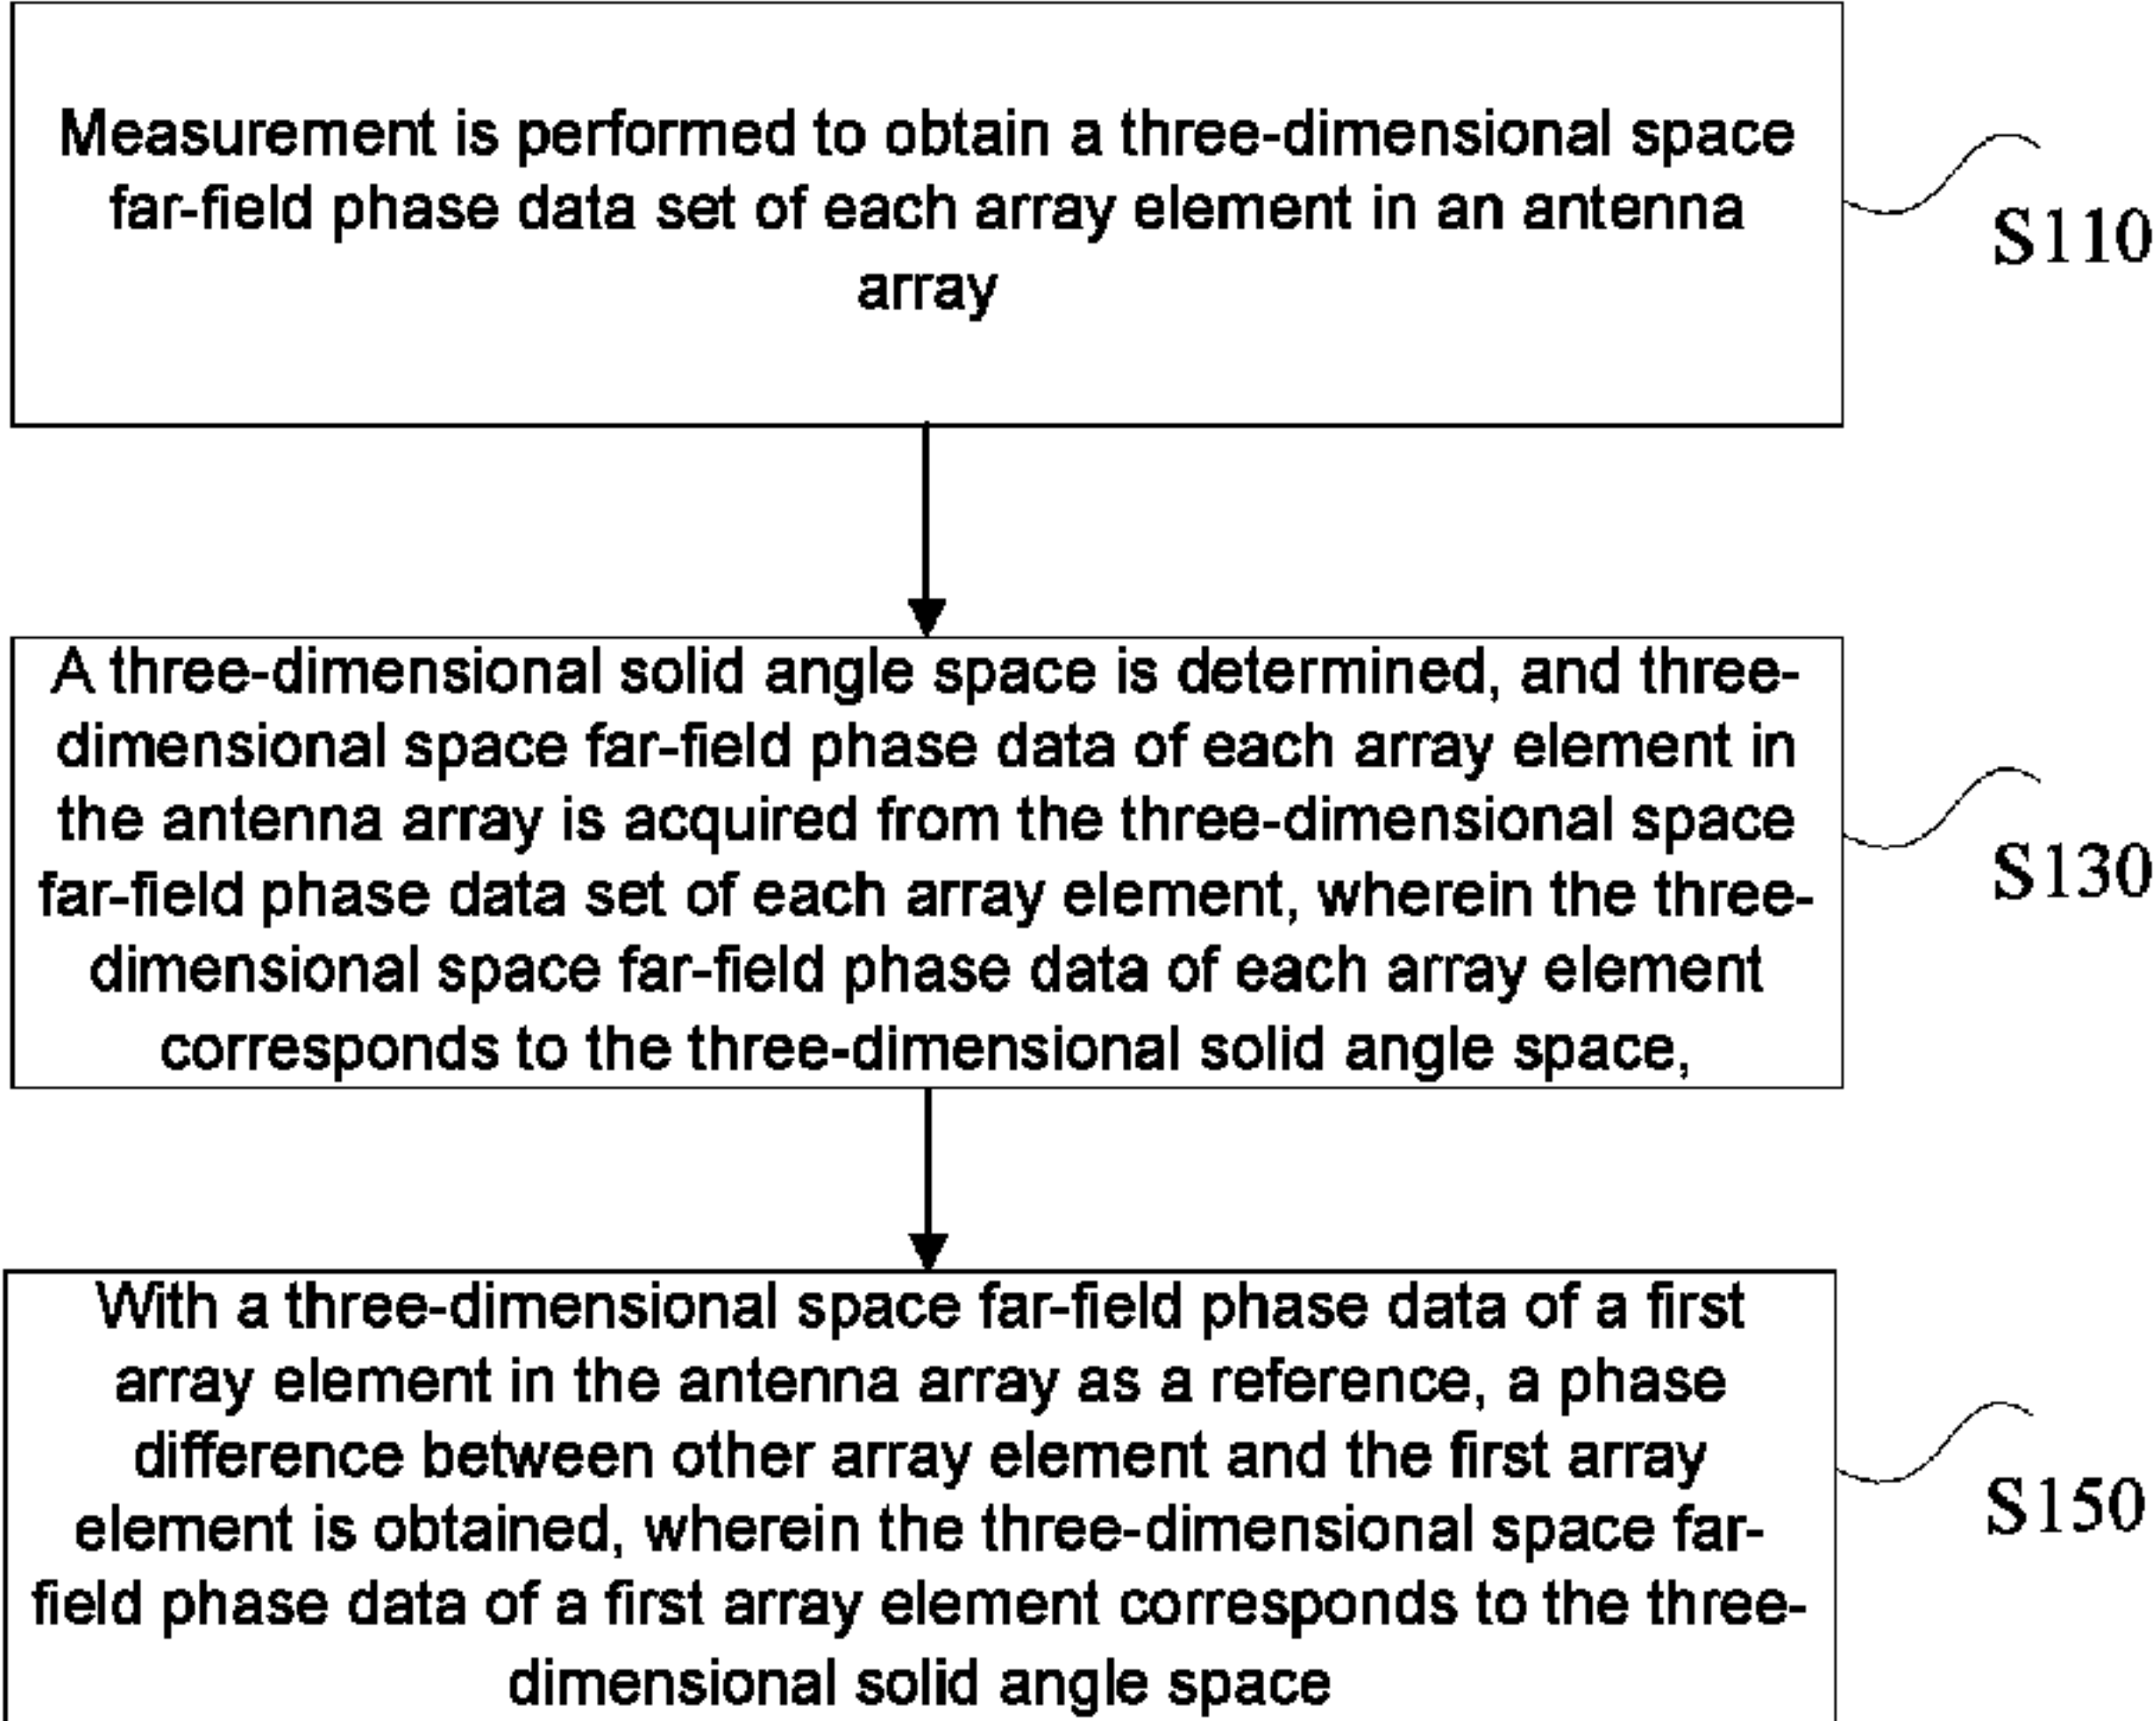 Measurement is performed to obtain a three-dimensional space
far-field phase data set of each array element in an antenna
array
S110
A three-dimensional solid angle space is determined, and three-
dimensional space far-field phase data of each array element in
the antenna array is acquired from the three-dimensional space
far-field phase data set of each array element, wherein the three-
dimensional space far-field phase data of each array element
corresponds to the three-dimensional solid angle space,
S130
With a three-dimensional space far-field phase data of a first
array element in the antenna array as a reference, a phase
difference between other array element and the first array
element is obtained, wherein the three-dimensional space far-
field phase data of a first array element corresponds to the three-
dimensional solid angle space
S150